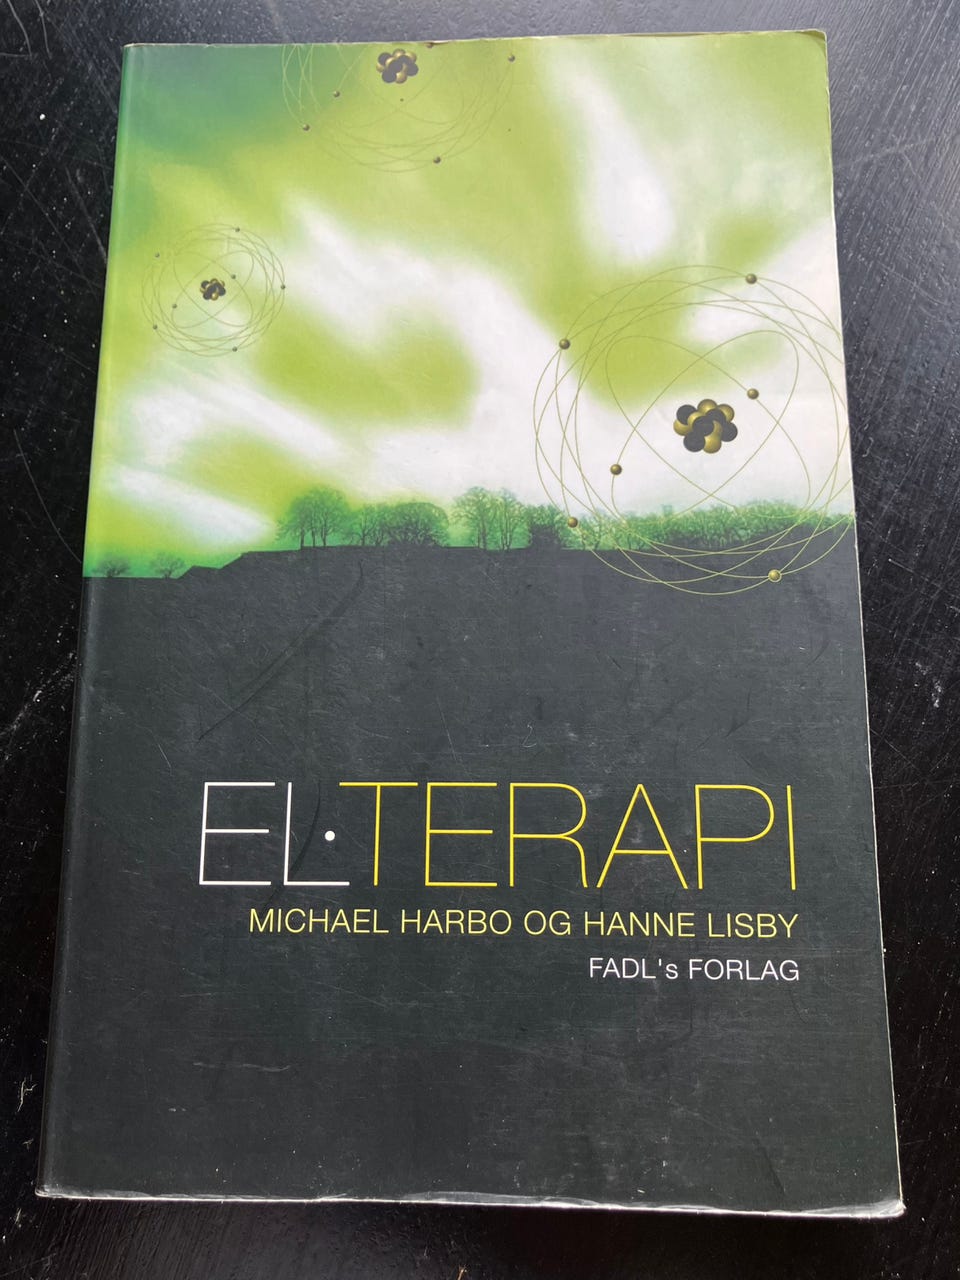 EL·TERAPI
MICHAEL HARBO OG HANNE LISBY
FADL's FORLAG